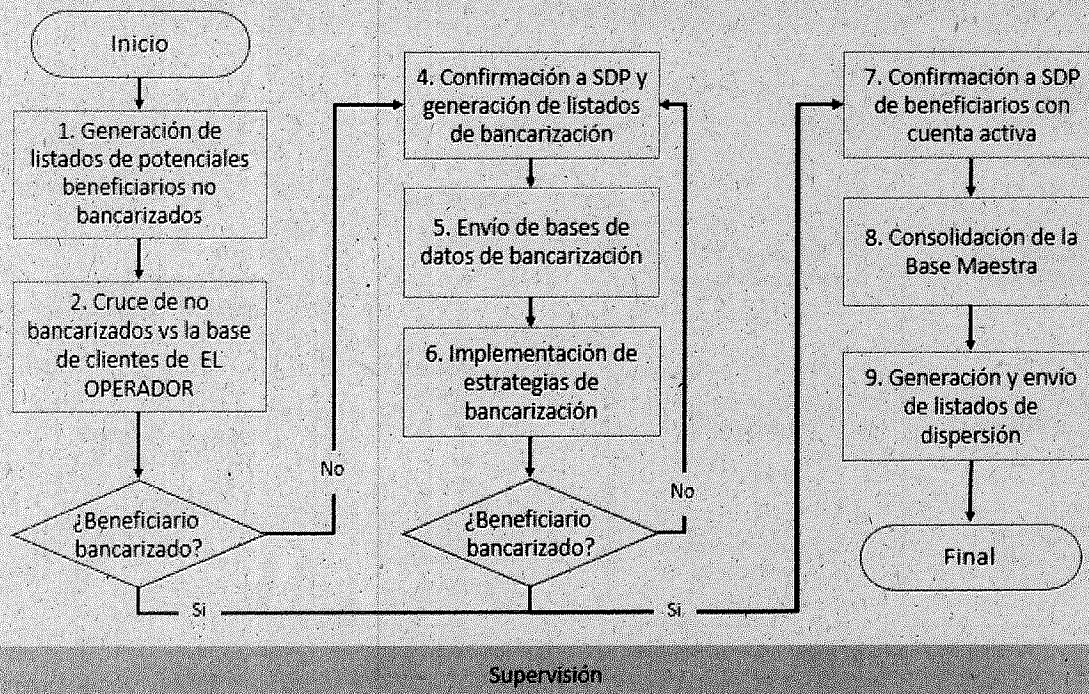 Inicio
1. Generación de
listados de potenciales
beneficiarios no
bancarizados
2. Cruce de no
bancarizados vs la base
de clientes de EL
OPERADOR
¿Beneficiario
bancarizado?
No
Si
4. Confirmación a SDP y
generación de listados
de bancarización
5. Envío de bases de
datos de bancarización
6. Implementación de
estrategias de
bancarización
¿Beneficiario
bancarizado?
No
Si
7. Confirmación a SDP
de beneficiarios con
cuenta activa
8. Consolidación de la
Base Maestra
9. Generación y envío
de listados de
dispersión
Final
Supervisión